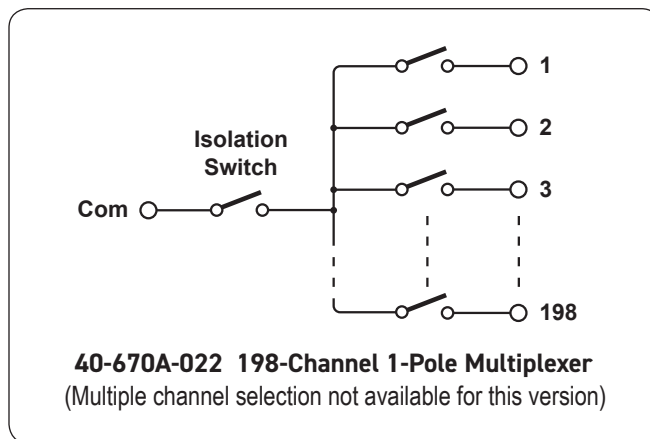 1
2
Isolation
Switch
3
Com
198
40-670A-022 198-Channel 1-Pole Multiplexer
(Multiple channel selection not available for this version)